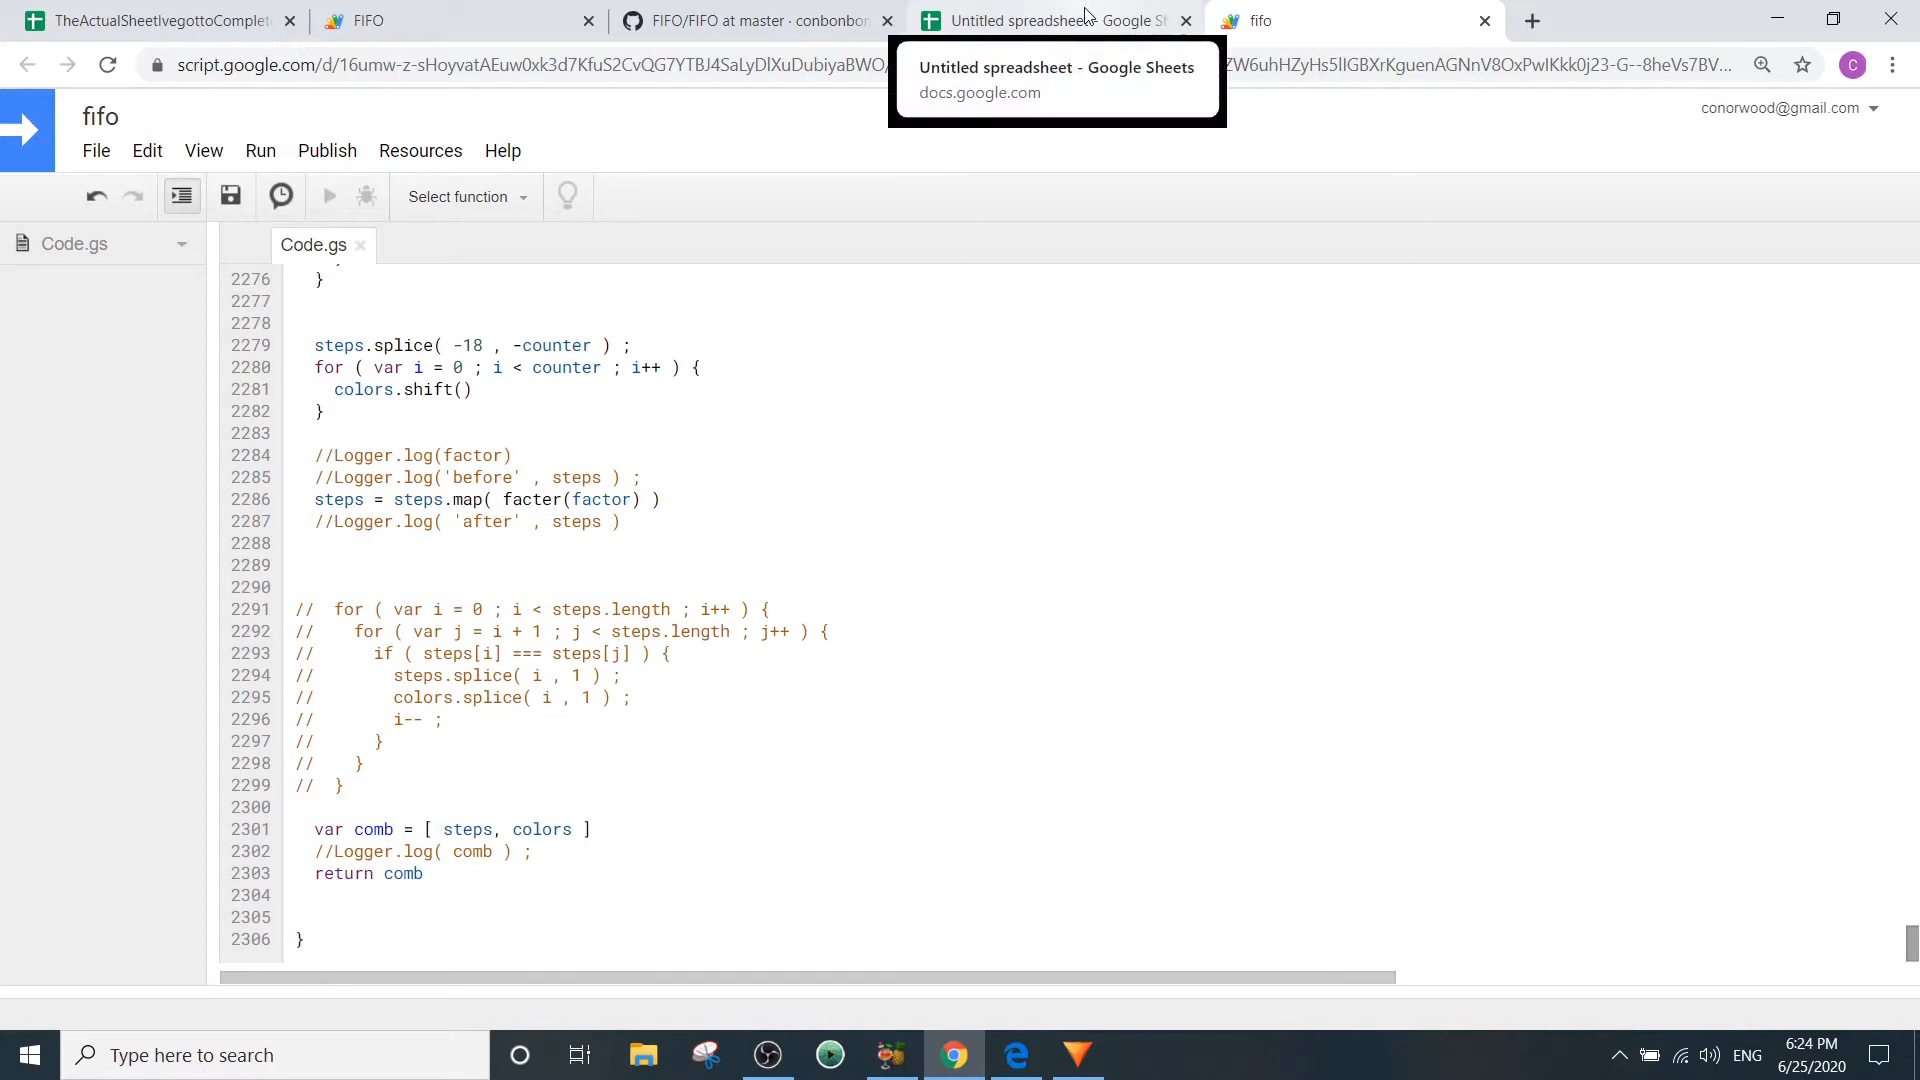 TheActualSheetIvegottoComplet
FIFO
FIFO/FIFO at master · conbonbon
Untitled spreadsheet - Google Sh
fifo
script.google.com/d/16umw-z-sHoyvatAEuw0xk3d7KfuS2CvQG7YTBJ4SaLyDlXuDubiyaBWO/
ZW6uhHZyHs5lIGBXrKguenAGNnV8OxPwIKkk0j23-G--8heVs7BV...
C
Untitled spreadsheet - Google Sheets
docs.google.com
fifo
conorwood@gmail.com
File Edit View Run Publish Resources Help
Select function
Code.gs
Code.gs
2276 }
2277
2278
2279 steps.splice( -18 , -counter ) ;
2280 for ( var i = 0 ; i < counter ; i++ ) {
2281 colors.shift()
2282 }
2283
2284 //Logger.log(factor)
2285 //Logger.log('before' , steps ) ;
2286 steps = steps.map( facter(factor) )
2287 //Logger.log( 'after' , steps )
2288
2289
2290
2291 // for ( var i = 0 ; i < steps.length ; i++ ) {
2292 // for ( var j = i + 1 ; j < steps.length ; j++ ) {
2293 // if ( steps[i] === steps[j] ) {
2294 // steps.splice( i , 1 ) ;
2295 // colors.splice( i , 1 ) ;
2296 // i-- ;
2297 // }
2298 // }
2299 // }
2300
2301 var comb = [ steps, colors ]
2302 //Logger.log( comb ) ;
2303 return comb
2304
2305
2306 }
Type here to search
ENG
6:24 PM
6/25/2020